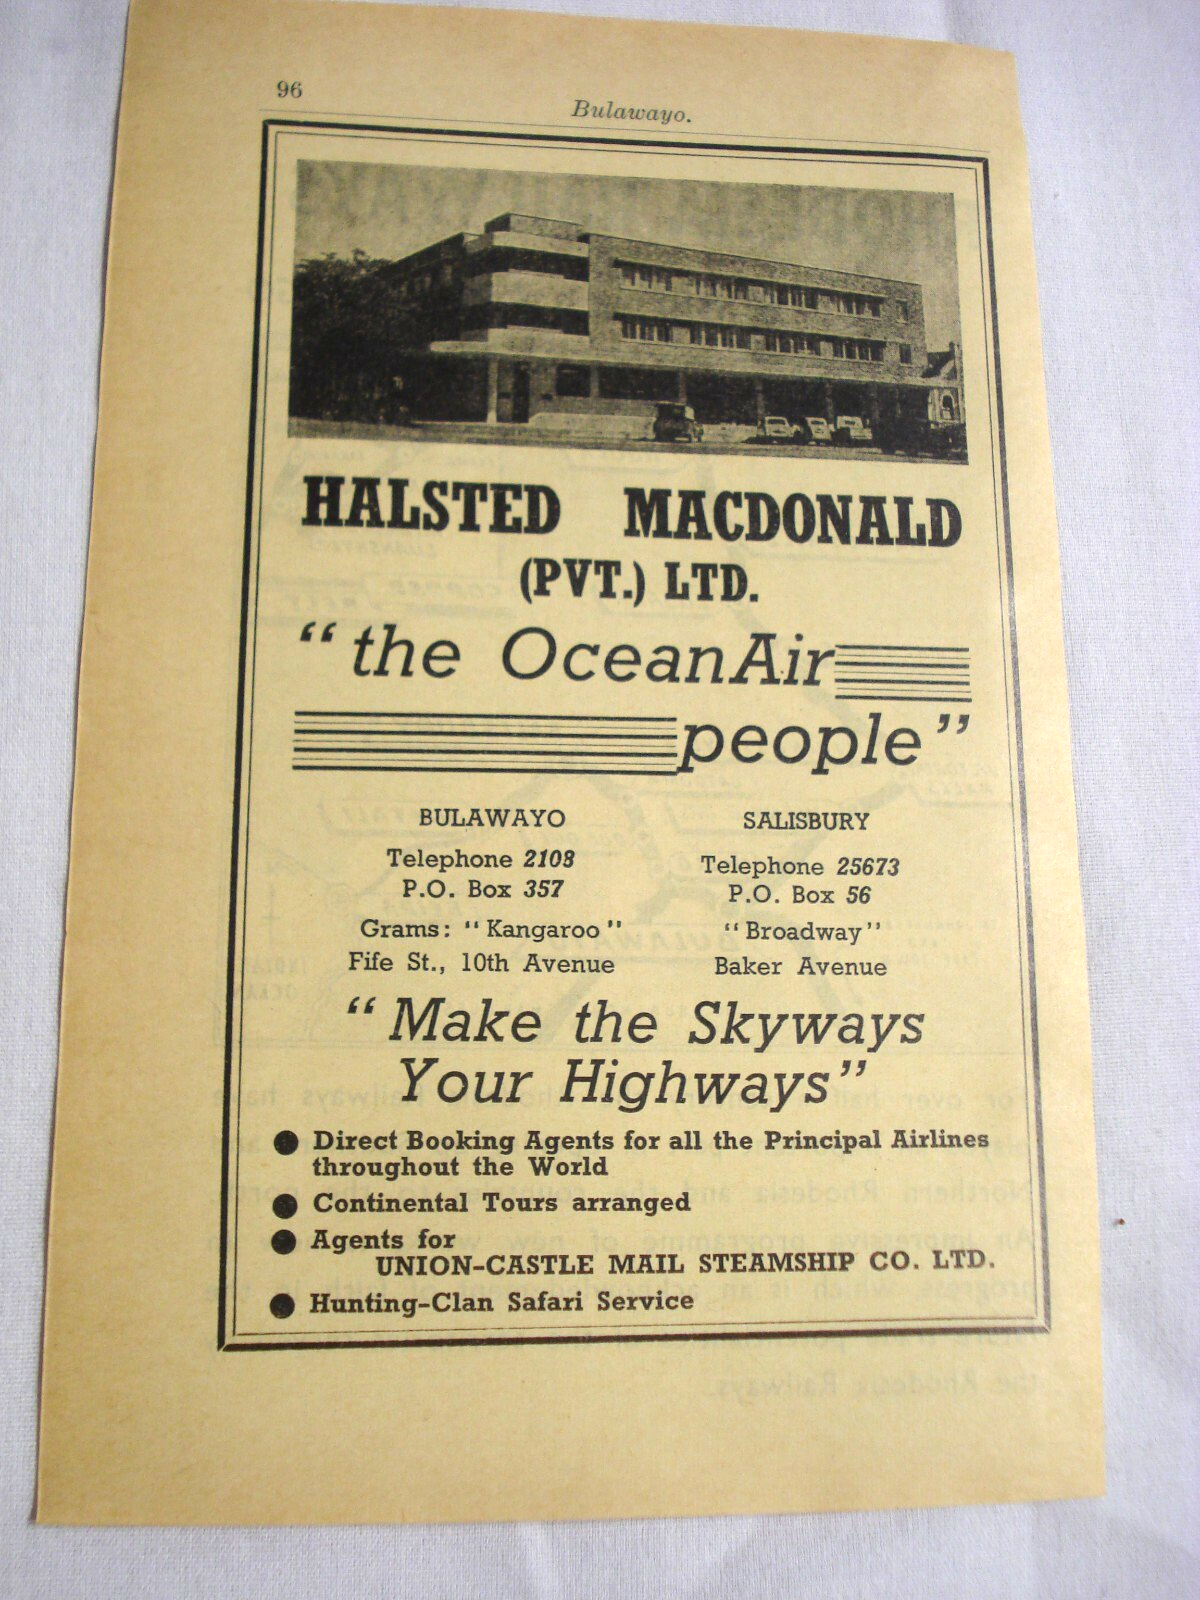 96
Bulawayo.
HALSTED MACDONALD
(PVT.) LTD.
"the OceanAir
people"
BULAWAYO
Telephone 2108
P.O. Box 357
Grams: "Kangaroo"
Fife St., 10th Avenue
SALISBURY
Telephone 25673
P.O. Box 56
"Broadway"
Baker Avenue
"Make the Skyways
Your Highways"
● Direct Booking Agents for all the Principal Airlines
throughout the World
● Continental Tours arranged
● Agents for
UNION-CASTLE MAIL STEAMSHIP CO. LTD.
● Hunting-Clan Safari Service